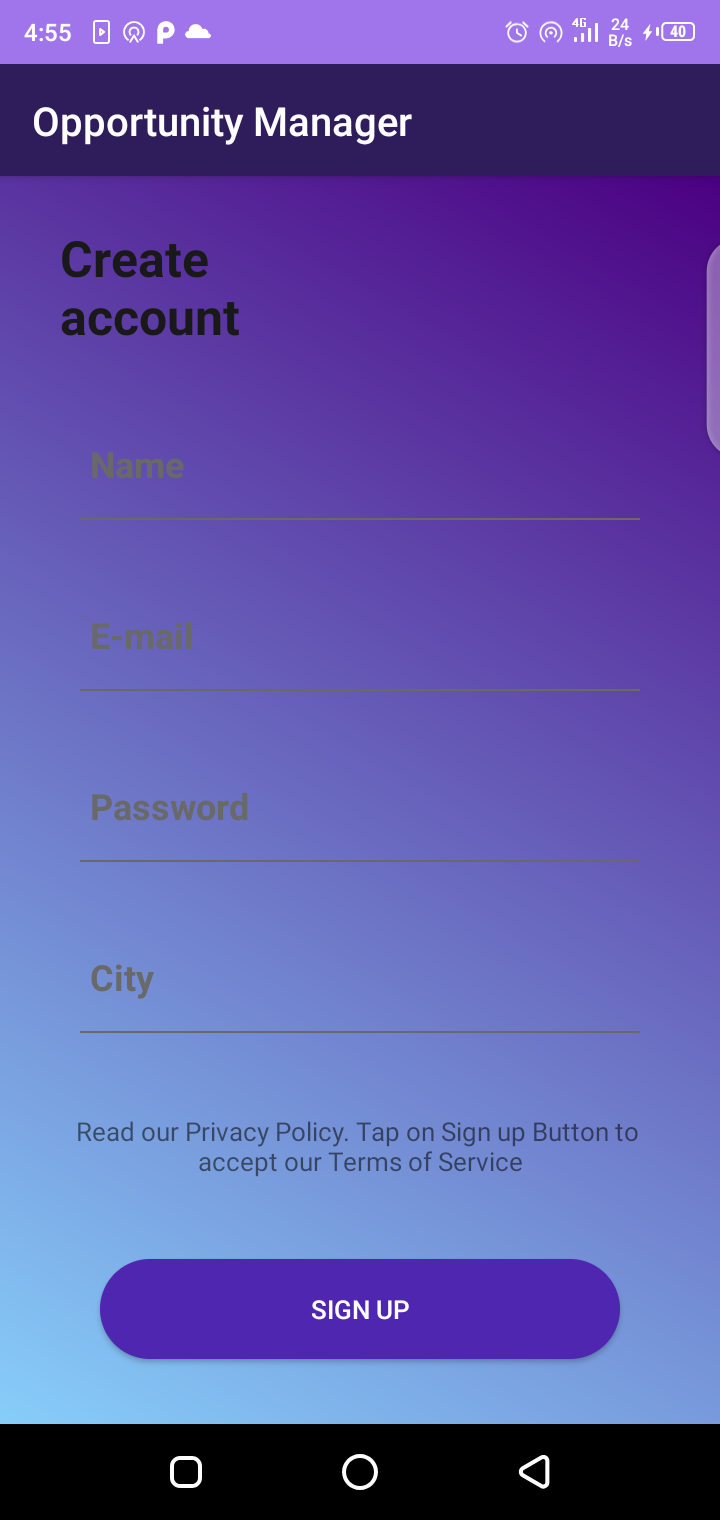 4:55
4G
24
B/s
40
Opportunity Manager
Create
account
Name
E-mail
Password
City
Read our Privacy Policy. Tap on Sign up Button to
accept our Terms of Service
SIGN UP